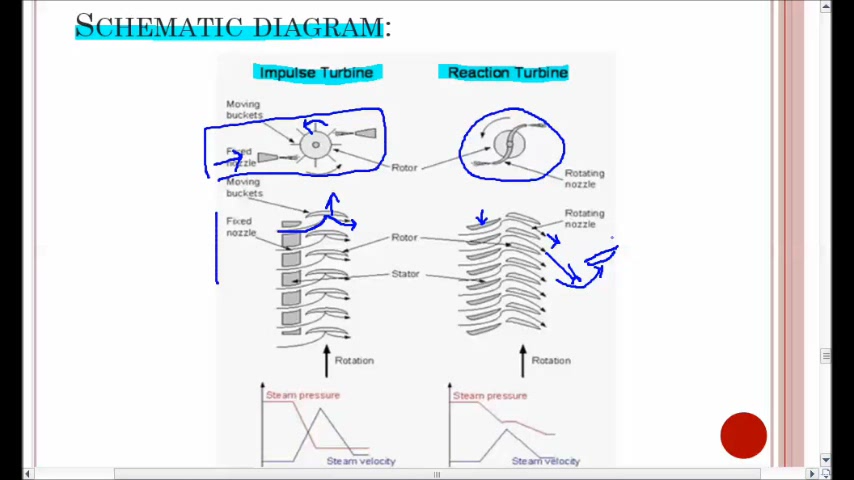 SCHEMATIC DIAGRAM:
Impulse Turbine
Reaction Turbine
Moving
buckets
Fixed
nozzle
Rotor
Rotating
nozzle
Moving
buckets
Fixed
nozzle
Rotor
Stator
Rotating
nozzle
Rotation
Rotation
Steam pressure
Steam velocity
Steam pressure
Steam velocity